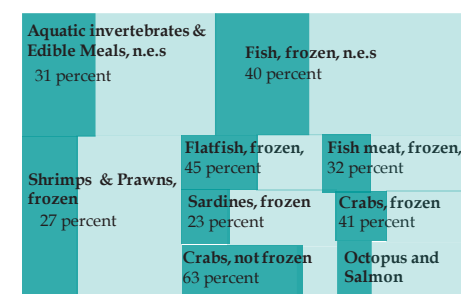 Aquatic invertebrates &
Edible Meals, n.e.s
31 percent
Fish, frozen, n.e.s
40 percent
Shrimps & Prawns,
frozen
27 percent
Flatfish, frozen,
45 percent
Fish meat, frozen,
32 percent
Sardines, frozen
23 percent
Crabs, frozen
41 percent
Crabs, not frozen
63 percent
Octopus and
Salmon